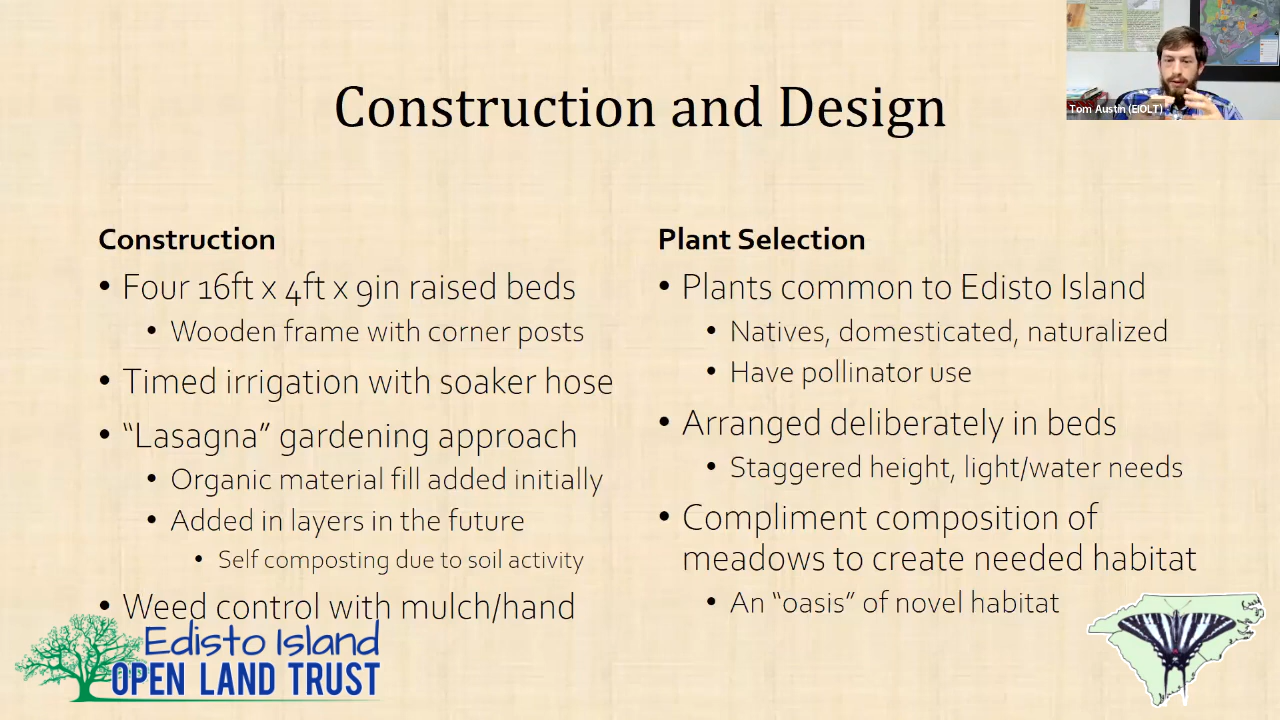 Construction and Design
Tom Austin (EIOLT)
Construction
• Four 16ft x 4ft x 9in raised beds
• Wooden frame with corner posts
• Timed irrigation with soaker hose
• “Lasagna” gardening approach
• Organic material fill added initially
• Added in layers in the future
• Self composting due to soil activity
• Weed control with mulch/hand
Plant Selection
• Plants common to Edisto Island
• Natives, domesticated, naturalized
• Have pollinator use
• Arranged deliberately in beds
• Staggered height, light/water needs
• Compliment composition of
meadows to create needed habitat
• An “oasis” of novel habitat
Edisto Island
OPEN LAND TRUST